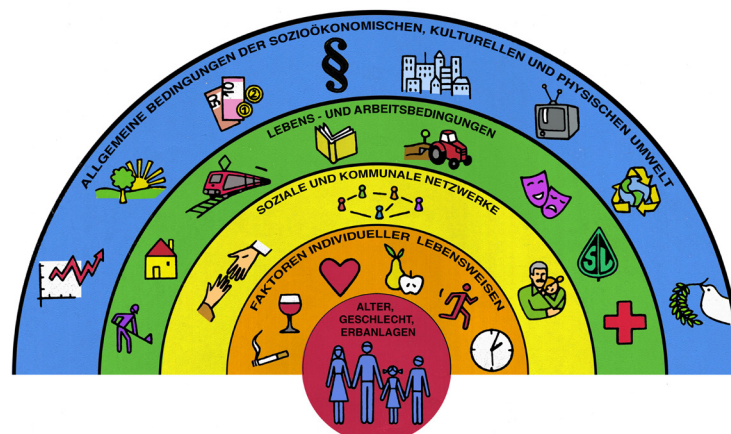 ALLGEMEINE BEDINGUNGEN DER SOZIOÖKONOMISCHEN, KULTURELLEN UND PHYSISCHEN UMWELT
§
LEBENS - UND ARBEITSBEDINGUNGEN
SOZIALE UND KOMMUNALE NETZWERKE
FAKTOREN INDIVIDUELLER LEBENSWEISEN
ALTER,
GESCHLECHT,
ERBANLAGEN